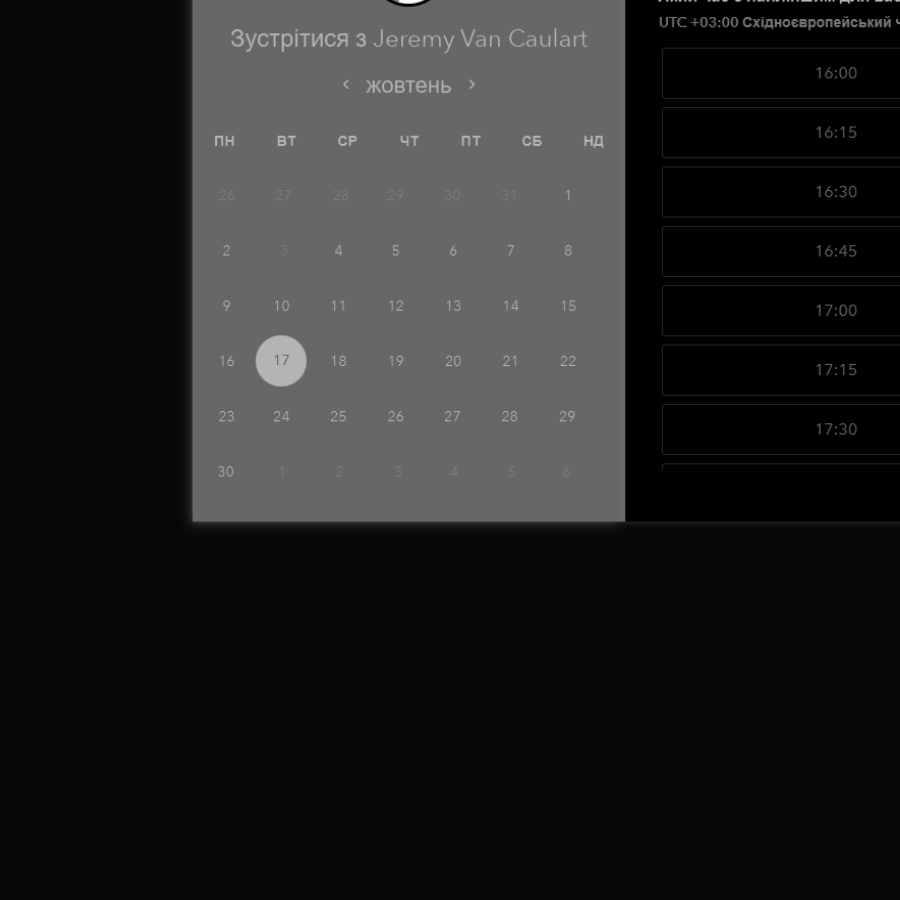 Зустрітися з Jeremy Van Caulart
жовтень
ПН ВТ СР ЧТ ПТ СБ НД
26 27 28 29 30 31 1
2 3 4 5 6 7 8
9 10 11 12 13 14 15
16 17 18 19 20 21 22
23 24 25 26 27 28 29
30 1 2 3 4 5 6
UTC +03:00 Східноєвропейський
16:00
16:15
16:30
16:45
17:00
17:15
17:30